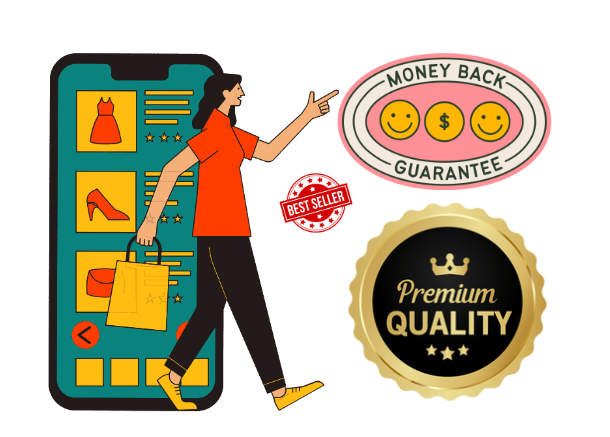 MONEY BACK
$
GUARANTEE
BEST SELLER
Premium
QUALITY